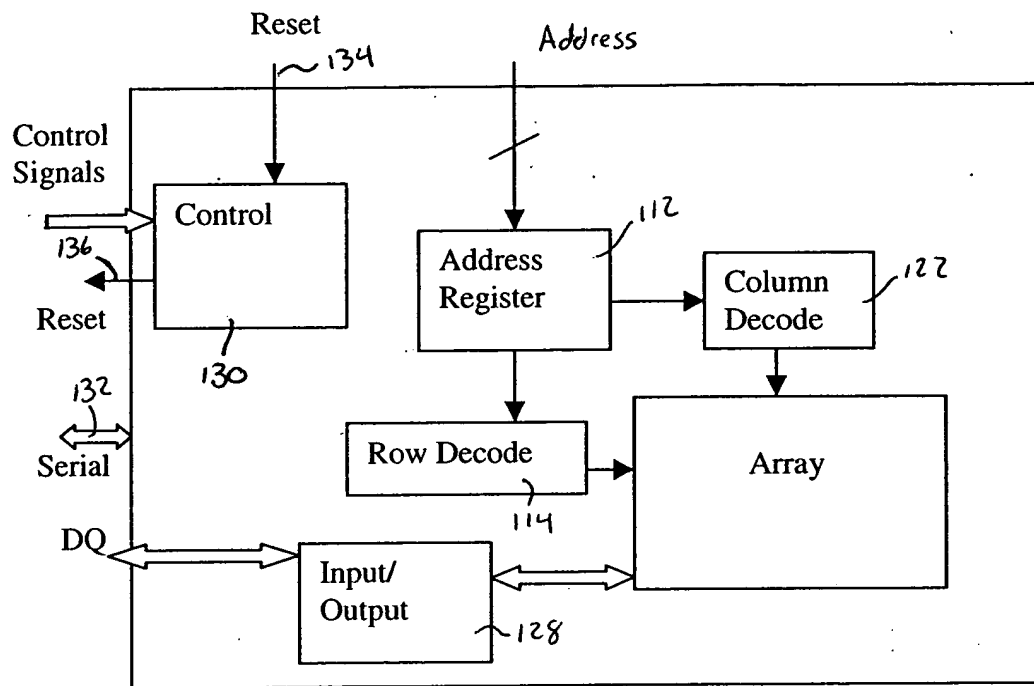 Reset
134
Address
Control
Signals
Control
136
Reset
130
112
Address
Register
Column
Decode
122
132
Serial
Row Decode
114
Array
DQ
Input/
Output
128